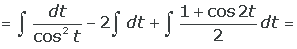 = ∫ dt/cos² t − 2∫ dt + ∫ (1 + cos 2t)/2 dt =